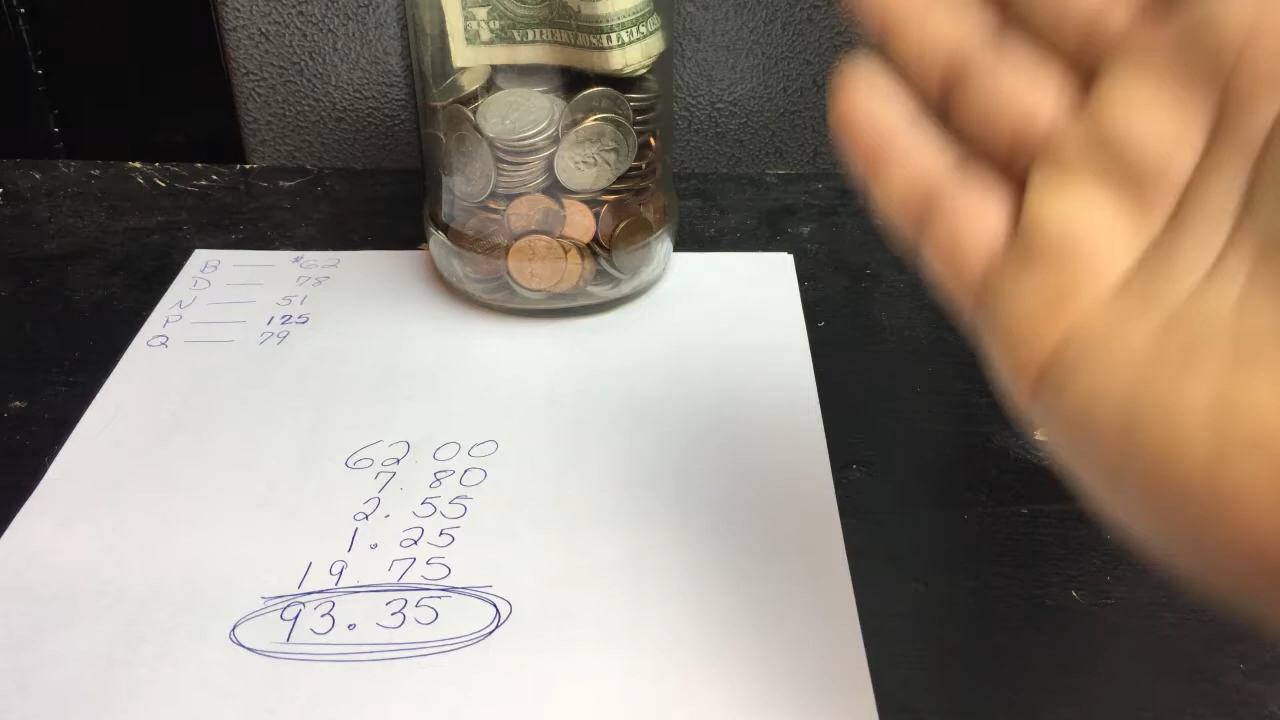 B — $62
D — 78
N — 51
P — 125
Q — 79
62.00
7.80
2.55
1.25
19.75
93.35